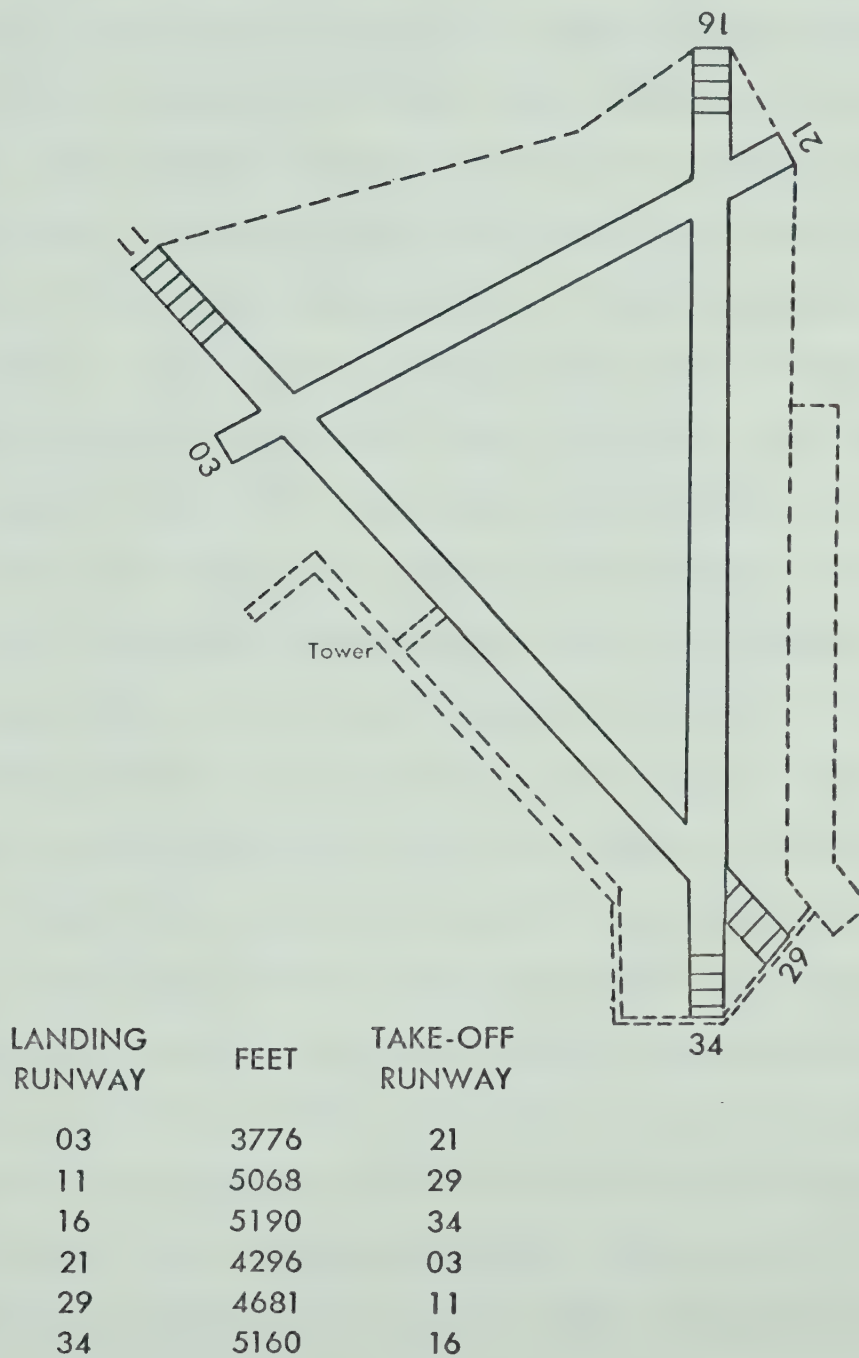 16
21
11
03
Tower
29
34
LANDING RUNWAY FEET TAKE-OFF RUNWAY
03 3776 21
11 5068 29
16 5190 34
21 4296 03
29 4681 11
34 5160 16